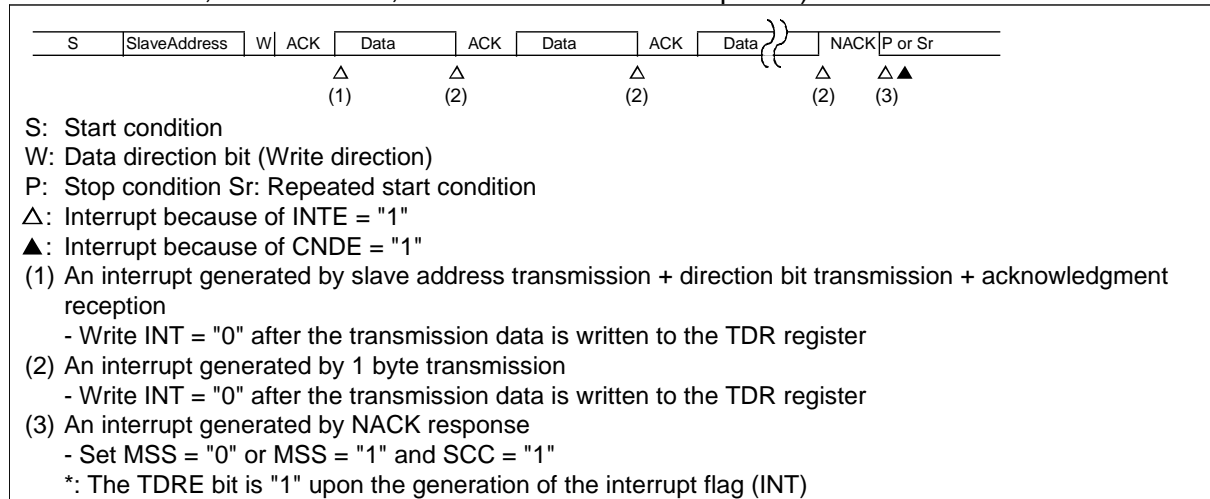 S SlaveAddress W ACK Data ACK Data ACK Data NACK P or Sr
△ △ △ △ △ ▲
(1) (2) (2) (2) (3)
S: Start condition
W: Data direction bit (Write direction)
P: Stop condition Sr: Repeated start condition
△: Interrupt because of INTE = "1"
▲: Interrupt because of CNDE = "1"
(1) An interrupt generated by slave address transmission + direction bit transmission + acknowledgment
reception
- Write INT = "0" after the transmission data is written to the TDR register
(2) An interrupt generated by 1 byte transmission
- Write INT = "0" after the transmission data is written to the TDR register
(3) An interrupt generated by NACK response
- Set MSS = "0" or MSS = "1" and SCC = "1"
*: The TDRE bit is "1" upon the generation of the interrupt flag (INT)